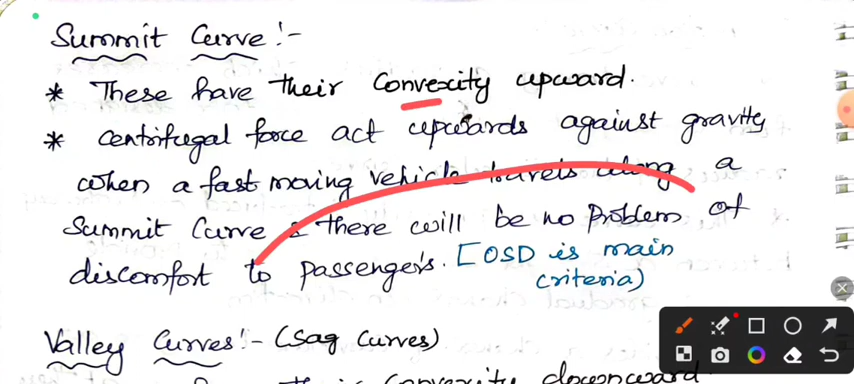 Summit Curve :-
* These have their Convexity upward.
* Centrifugal force act upwards against gravity
when a fast moving vehicle travels along a
Summit Curve & there will be no problem of
discomfort to passengers. [OSD is main
criteria)
Valley Curves :- (Sag Curves)
convexity downward.